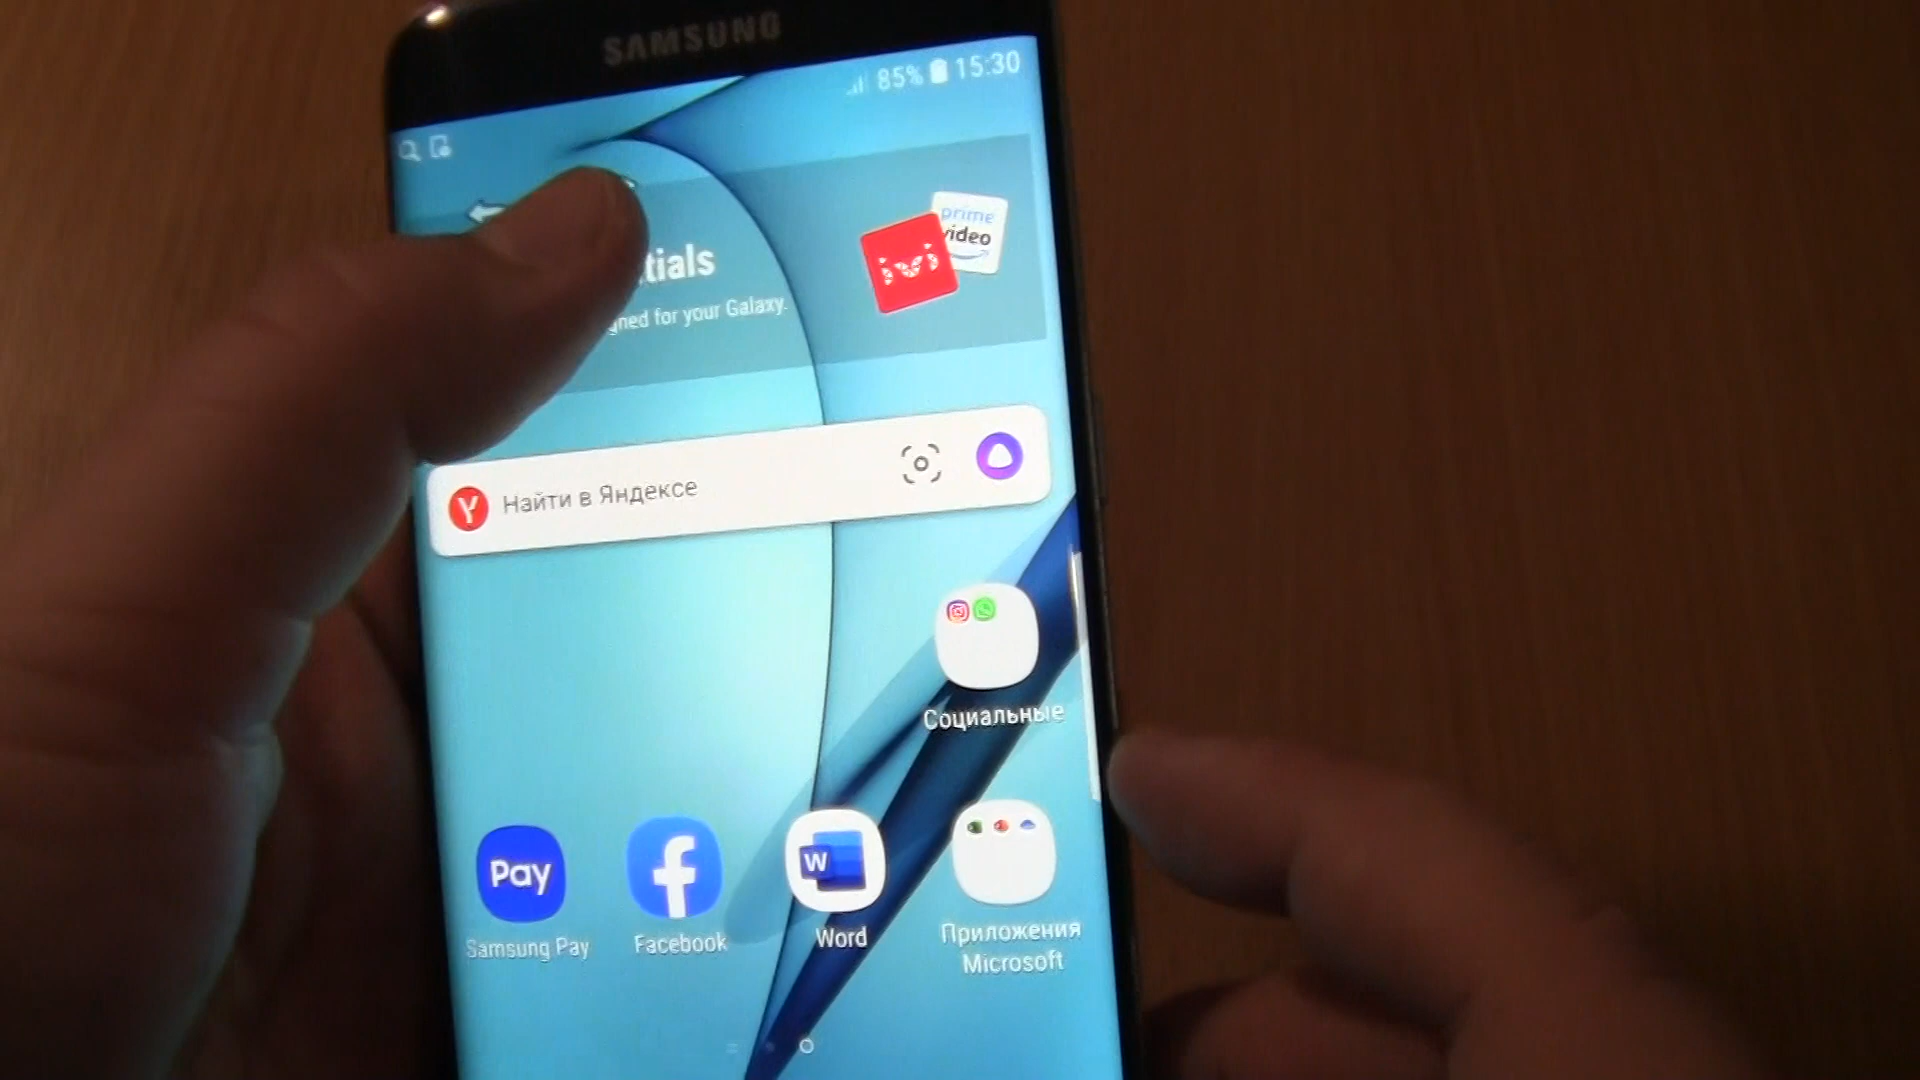 SAMSUNG
85% 15:30
prime
video
ivi
tials
gned for your Galaxy.
Найти в Яндексе
Социальные
Pay
W
Samsung Pay
Facebook
Word
Приложения
Microsoft